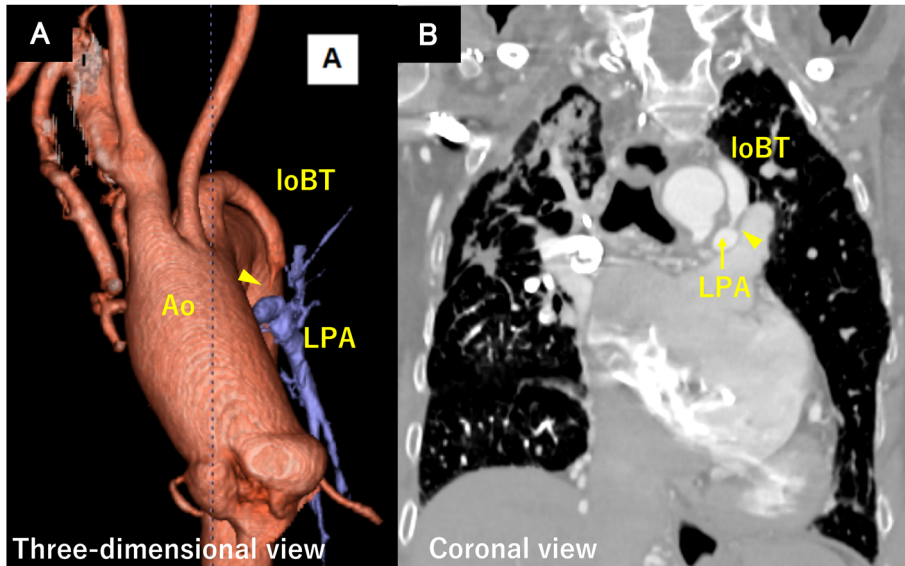 A
A
loBT
Ao
LPA
Three-dimensional view
B
loBT
LPA
Coronal view